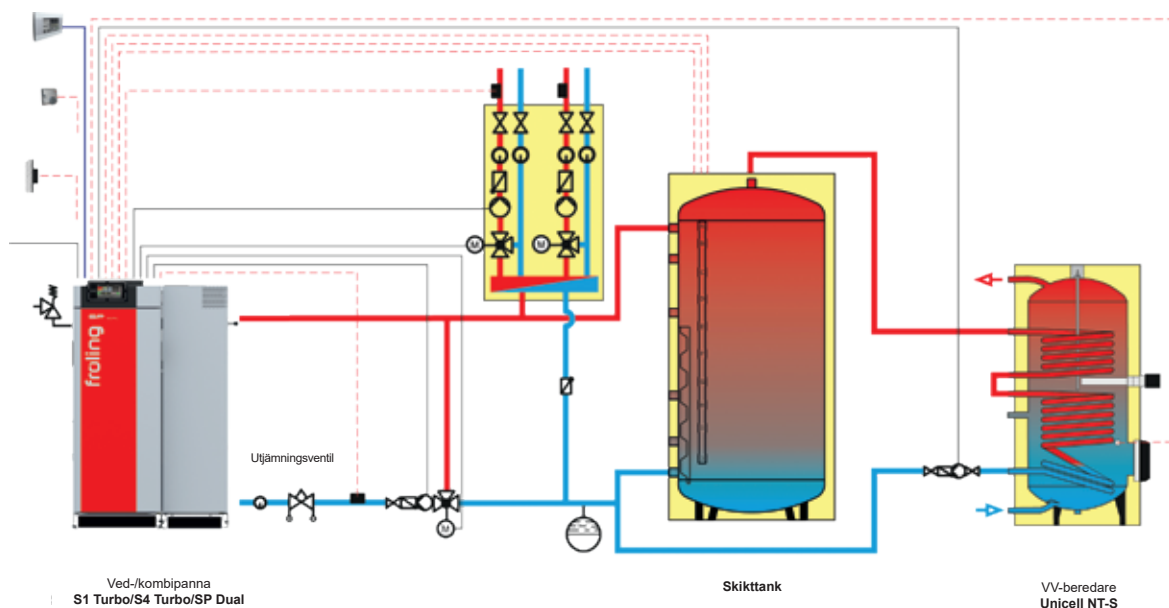 M
M
froling
Utjämningsventil
M
Ved-/kombipanna
S1 Turbo/S4 Turbo/SP Dual
Skikttank
VV-beredare
Unicell NT-S